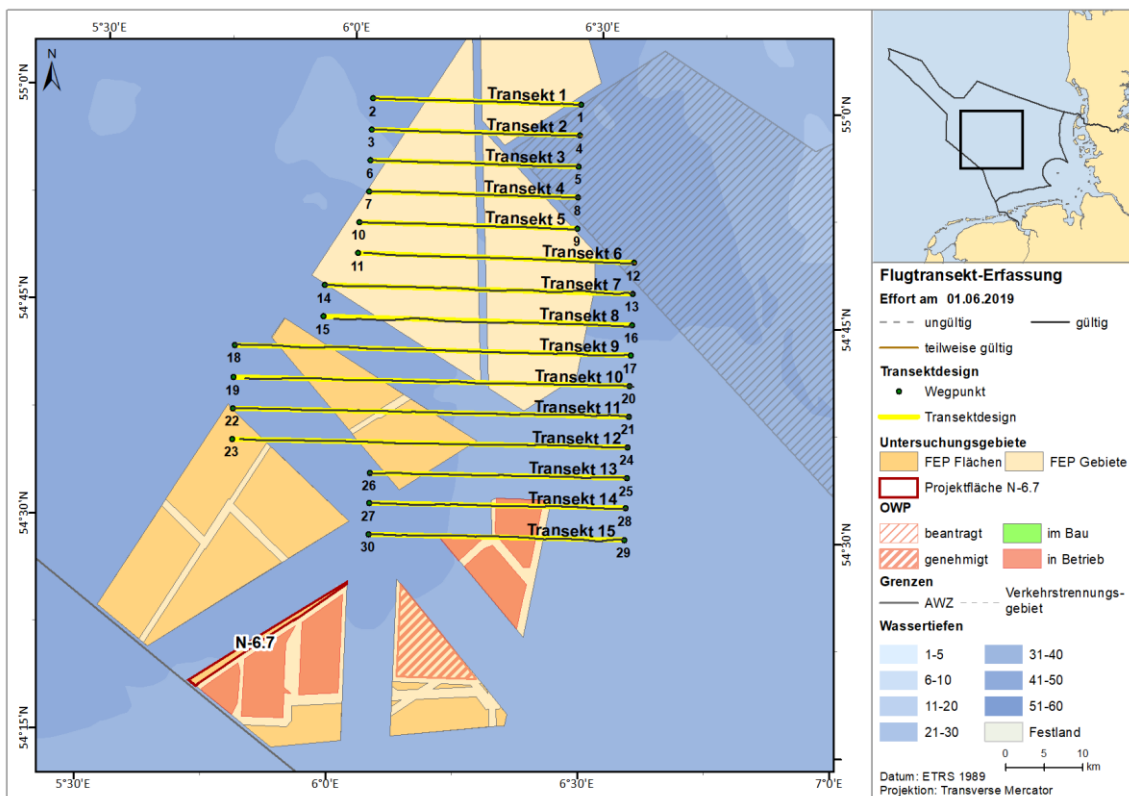 5°30'0"E
6°0'0"E
6°30'0"E
N
55°0'N
54°45'N
54°30'N
54°15'N
55°0'N
54°45'N
54°30'N
Transekt 1
2
1
Transekt 2
3
4
Transekt 3
6
5
Transekt 4
7
8
Transekt 5
10
9
Transekt 6
11
12
Transekt 7
14
13
Transekt 8
15
16
Transekt 9
18
17
Transekt 10
19
20
Transekt 11
22
21
Transekt 12
23
24
Transekt 13
26
25
Transekt 14
27
28
Transekt 15
30
29
N-6.7
5°30'0"E
6°0'0"E
6°30'0"E
7°0'0"E
Flugtransekt-Erfassung
Effort am 01.06.2019
ungültig
gültig
teilweise gültig
Transektdesign
Wegpunkt
Transektdesign
Untersuchungsgebiete
FEP Flächen
FEP Gebiete
Projektfläche N-6.7
OWP
beantragt
im Bau
genehmigt
in Betrieb
Grenzen
AWZ
Verkehrstrennungs-
gebiet
Wassertiefen
1-5
31-40
6-10
41-50
11-20
51-60
21-30
Festland
0 5 10
km
Datum: ETRS 1989
Projektion: Transverse Mercator